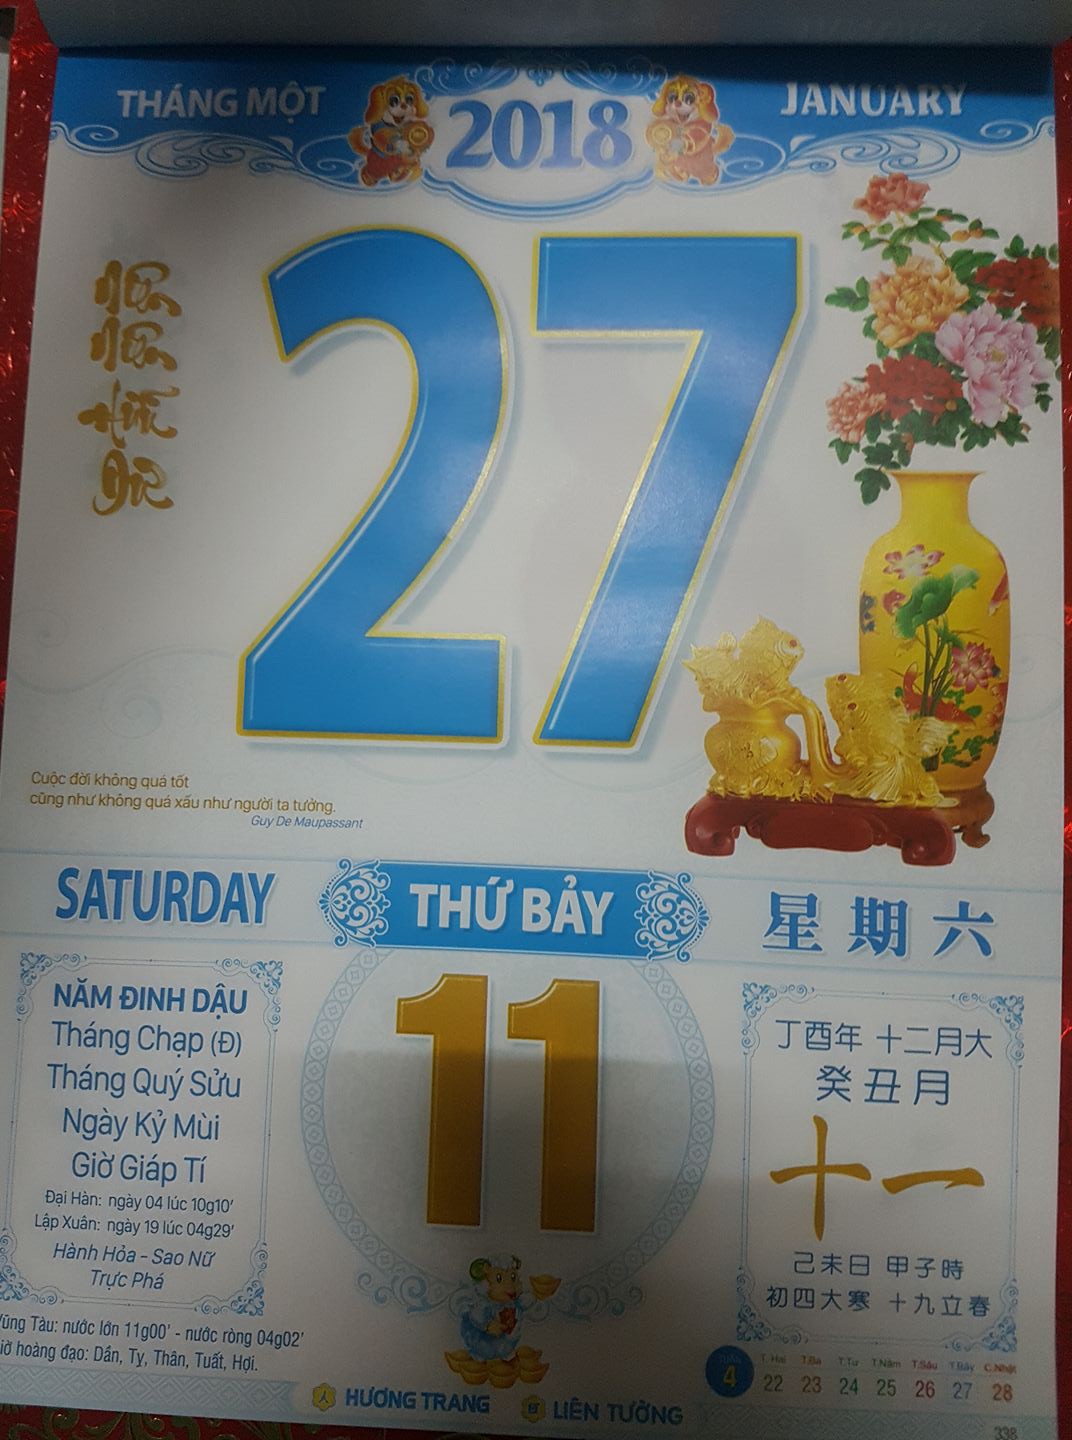 THÁNG MỘT
2018
JANUARY
27
Cuộc đời không quá tốt
cũng như không quá xấu như người ta tưởng.
Guy De Maupassant
SATURDAY
THỨ BẢY
星期六
NĂM ĐINH DẬU
Tháng Chạp (Đ)
Tháng Quý Sửu
Ngày Kỷ Mùi
Giờ Giáp Tí
Đại Hàn: ngày 04 lúc 10g10'
Lập Xuân: ngày 19 lúc 04g29'
Hành Hỏa - Sao Nữ
Trực Phá
11
丁酉年 十二月大
癸丑月
十一
己未日 甲子時
初四大寒 十九立春
Vũng Tàu: nước lớn 11g00' - nước ròng 04g02'
iờ hoàng đạo: Dần, Tỵ, Thân, Tuất, Hợi.
TUẦN
4
T.Hai T.Ba T.Tư T.Năm T.Sáu T.Bảy C.Nhật
22 23 24 25 26 27 28
HƯƠNG TRANG
LIÊN TƯỜNG
338